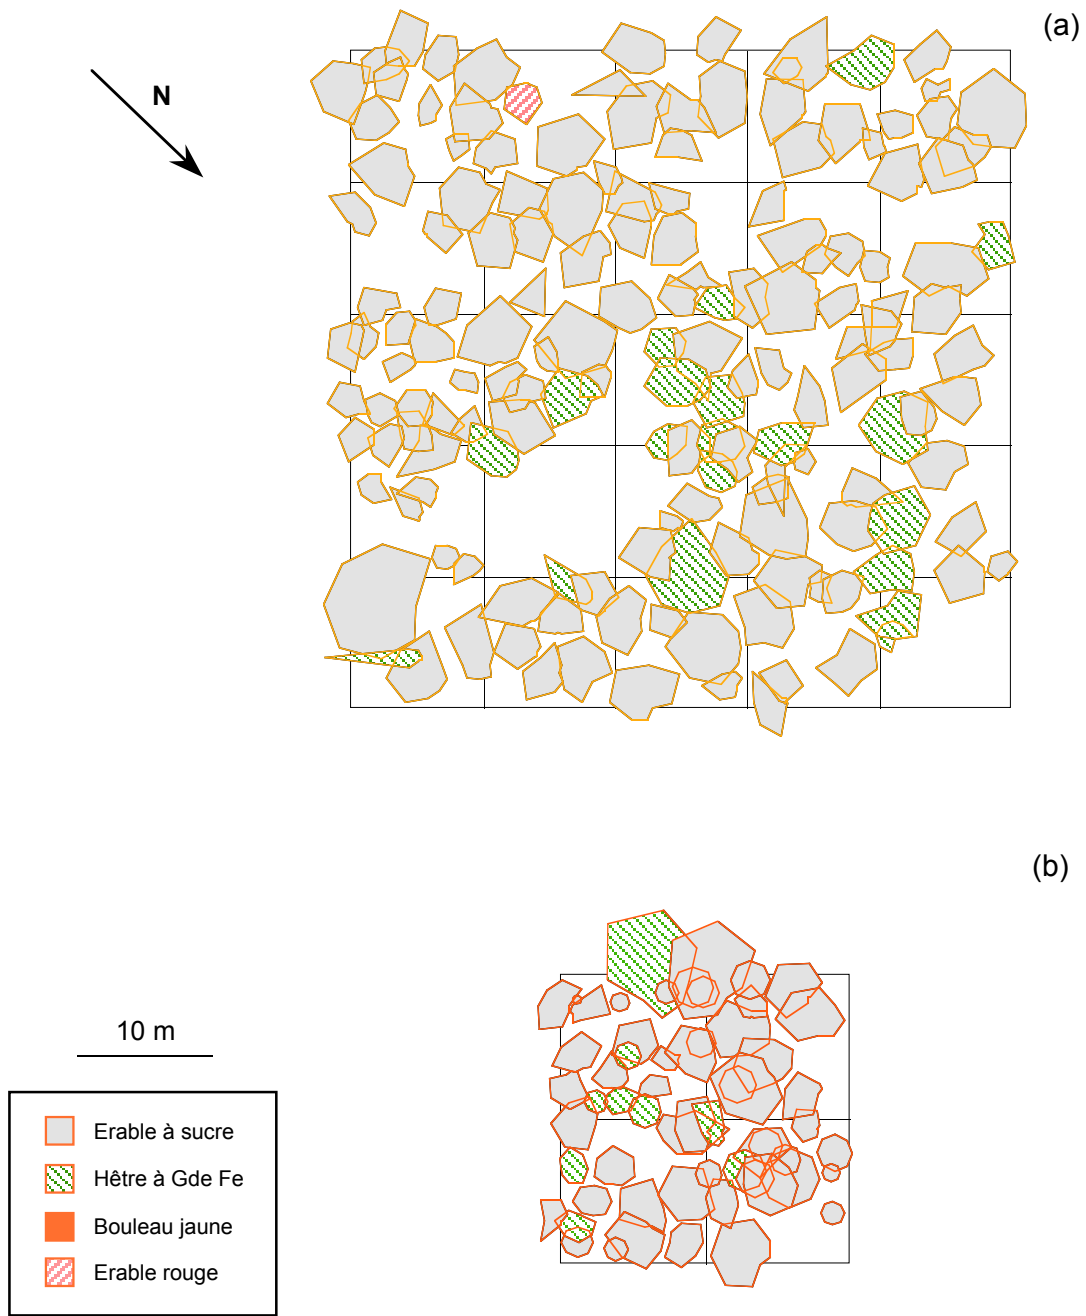 (a)
N
(b)
10 m
Erable à sucre
Hêtre à Gde Fe
Bouleau jaune
Erable rouge